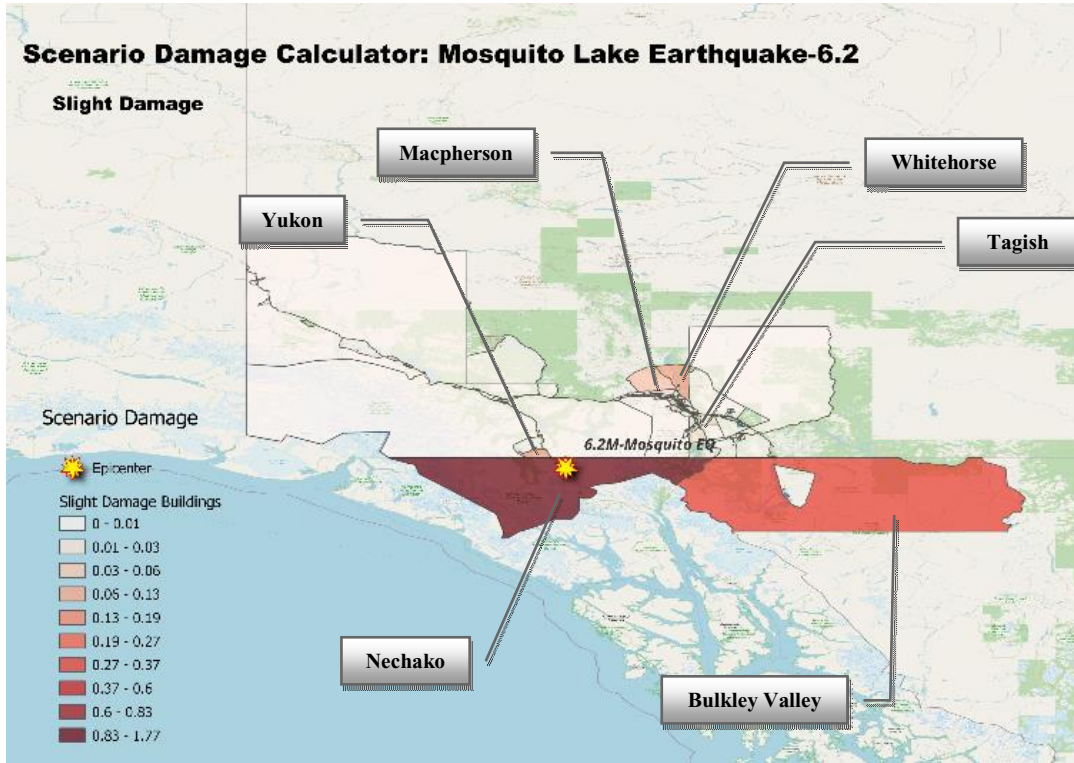 Scenario Damage Calculator: Mosquito Lake Earthquake-6.2
Slight Damage
Macpherson
Whitehorse
Yukon
Tagish
6.2M-Mosquito EQ
Scenario Damage
Epicenter
Slight Damage Buildings
0 - 0.01
0.01 - 0.03
0.03 - 0.06
0.06 - 0.13
0.13 - 0.19
0.19 - 0.27
0.27 - 0.37
0.37 - 0.6
0.6 - 0.83
0.83 - 1.77
Nechako
Bulkley Valley